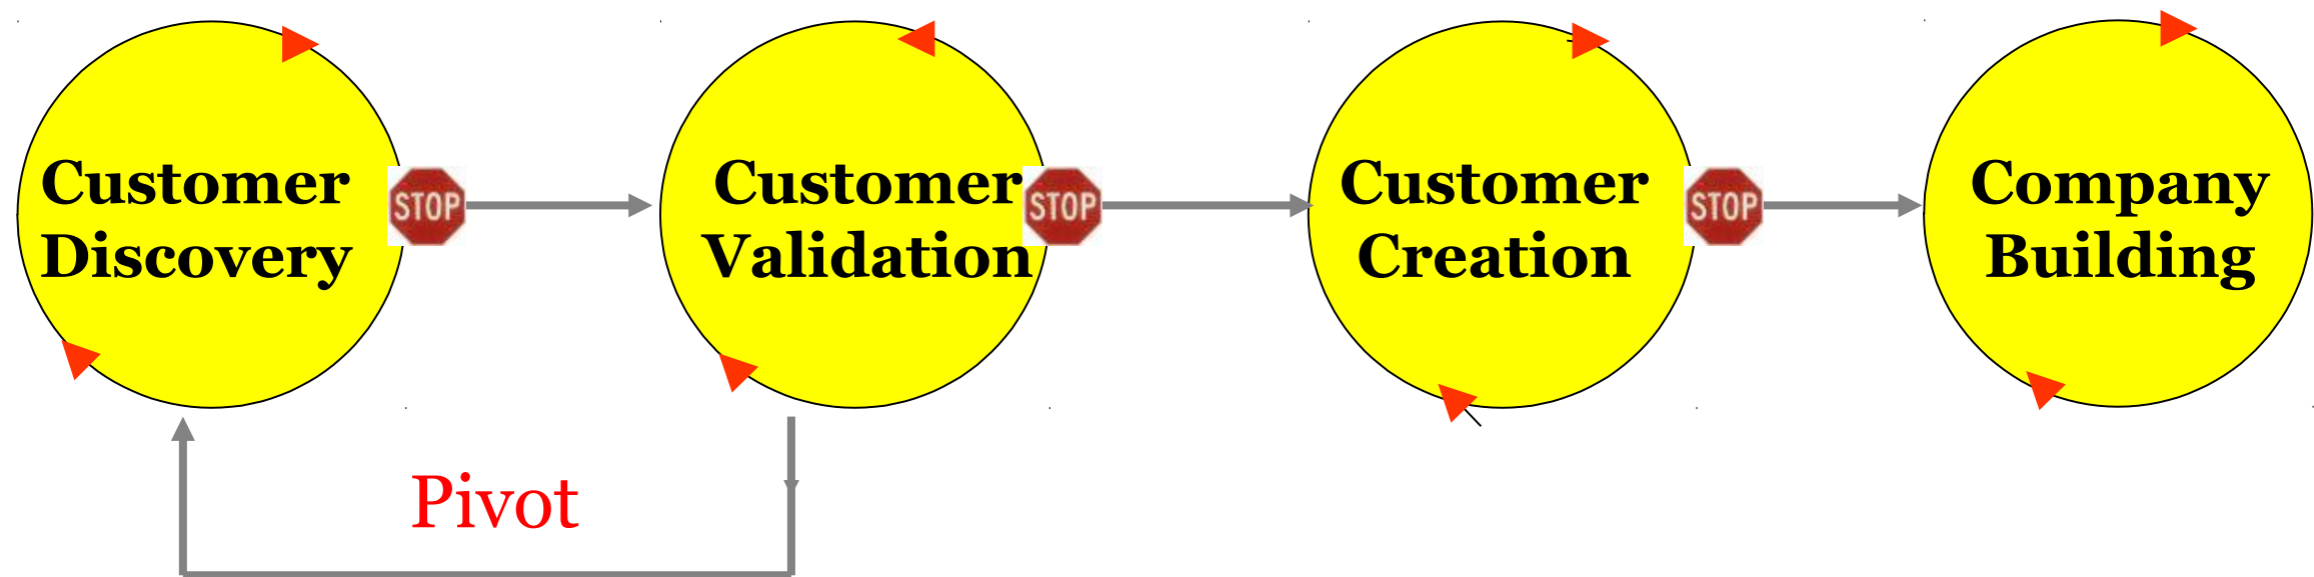 Customer
Discovery
STOP
Customer
Validation
STOP
Customer
Creation
STOP
Company
Building
Pivot